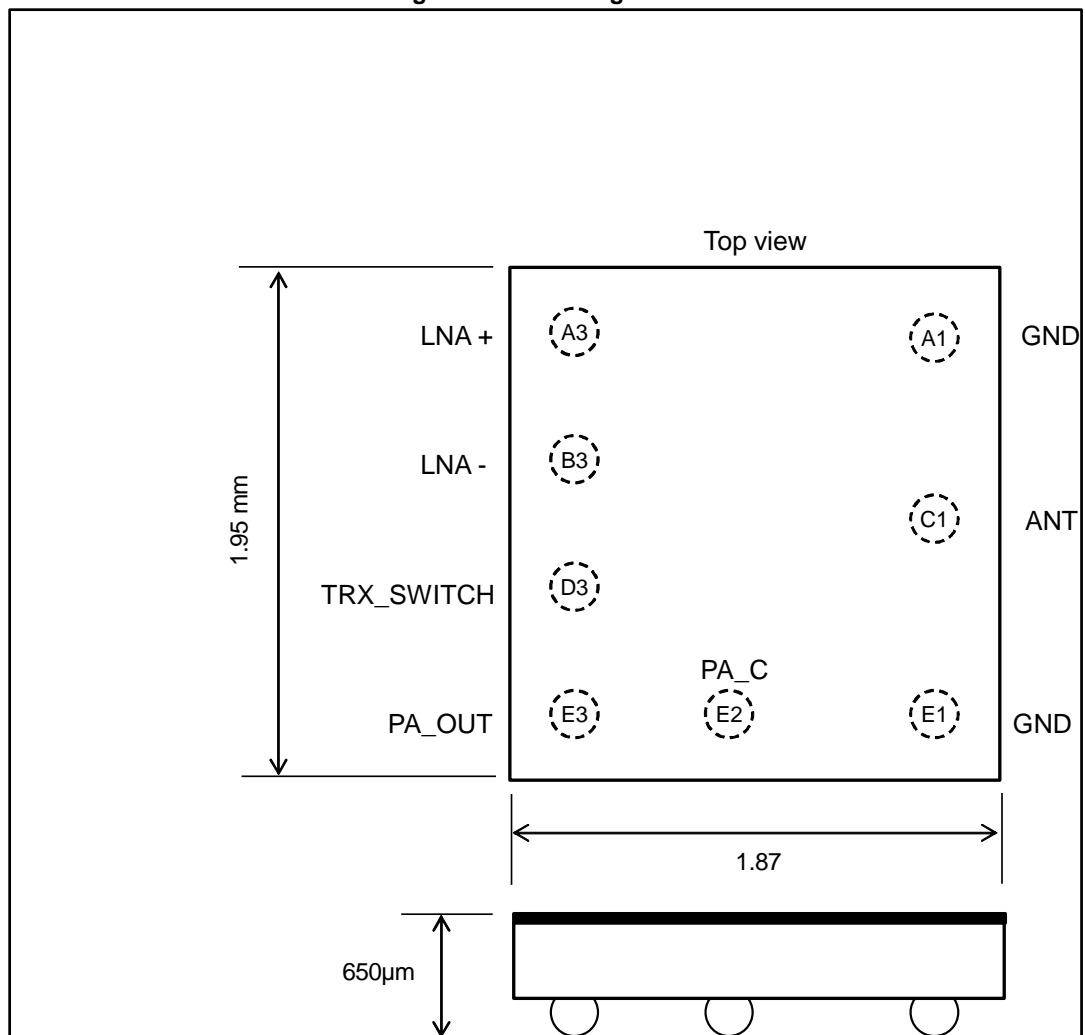 Top view
LNA + A3 A1 GND
LNA - B3
C1 ANT
1.95 mm
TRX_SWITCH D3
PA_C
PA_OUT E3 E2 E1 GND
1.87
650µm